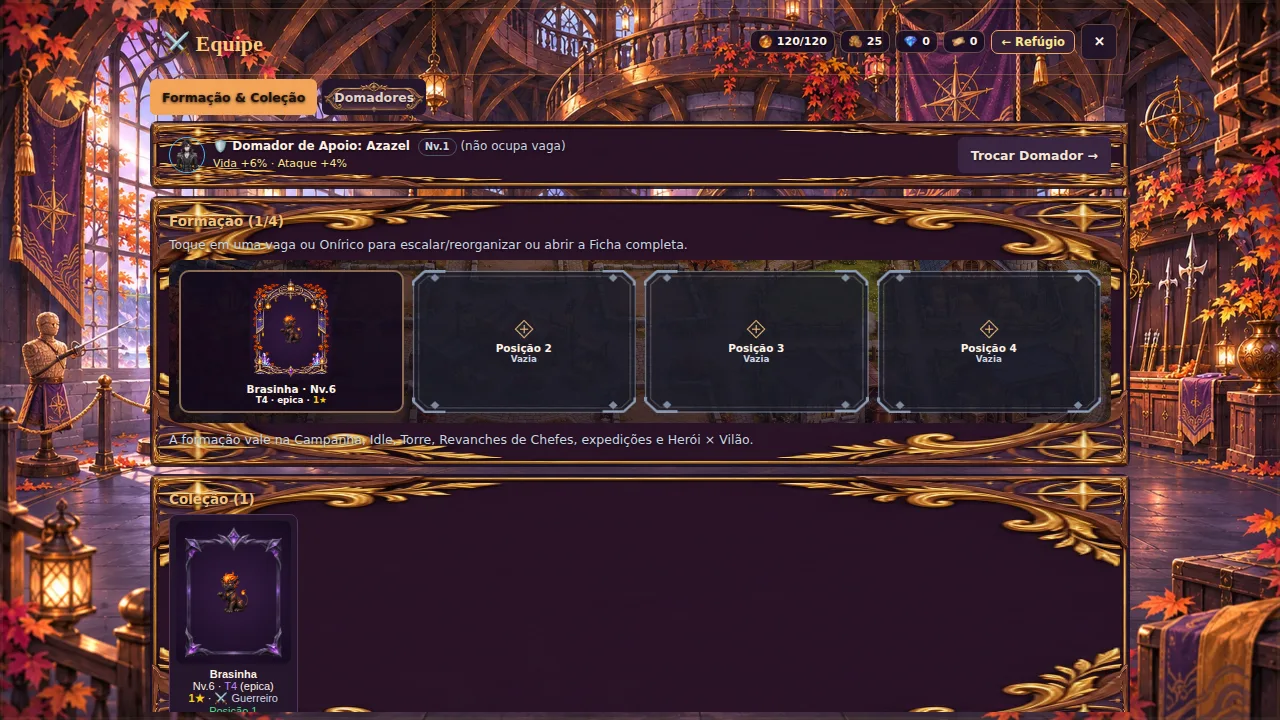 ⚔️ Equipe
120/120
25
0
0
← Refúgio
✕
Formação & Coleção
Domadores
🛡️ Domador de Apoio: Azazel Nv.1 (não ocupa vaga)
Vida +6% · Ataque +4%
Trocar Domador →
Formação (1/4)
Toque em uma vaga ou Onírico para escalar/reorganizar ou abrir a Ficha completa.
Brasinha · Nv.6
T4 · epica · 1★
Posição 2
Vazia
Posição 3
Vazia
Posição 4
Vazia
A formação vale na Campanha Idle, Torre, Revanches de Chefes, expedições e Herói × Vilão.
Coleção (1)
Brasinha
Nv.6 · T4 (epica)
1★ · ⚔️ Guerreiro
Posição 1